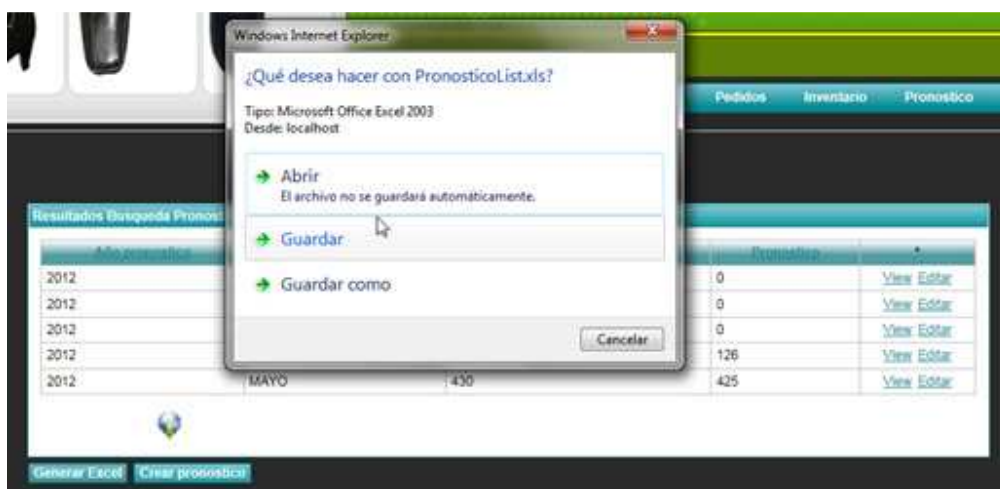 Windows Internet Explorer
¿Qué desea hacer con PronosticoList.xls?
Tipo: Microsoft Office Excel 2003
Desde: localhost
Pedidos Inventario Pronostico
Abrir
El archivo no se guardará automáticamente.
Guardar
Guardar como
Cancelar
Resultados Busqueda Pronost
Año pronostico Pronostico *
2012 0 View Editar
2012 0 View Editar
2012 0 View Editar
2012 126 View Editar
2012 MAYO 430 425 View Editar
Generar Excel Crear pronostico